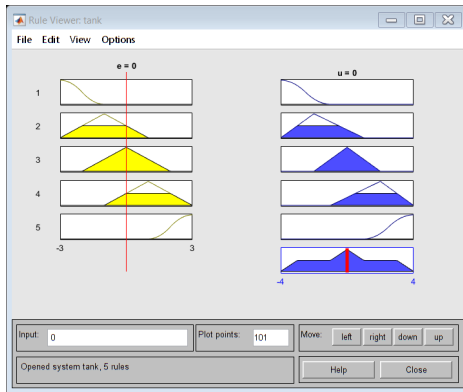 Rule Viewer: tank
File Edit View Options
e = 0
u = 0
1
2
3
4
5
-3 3
-4 4
Input: 0
Plot points: 101
Move: left right down up
Opened system tank, 5 rules
Help Close